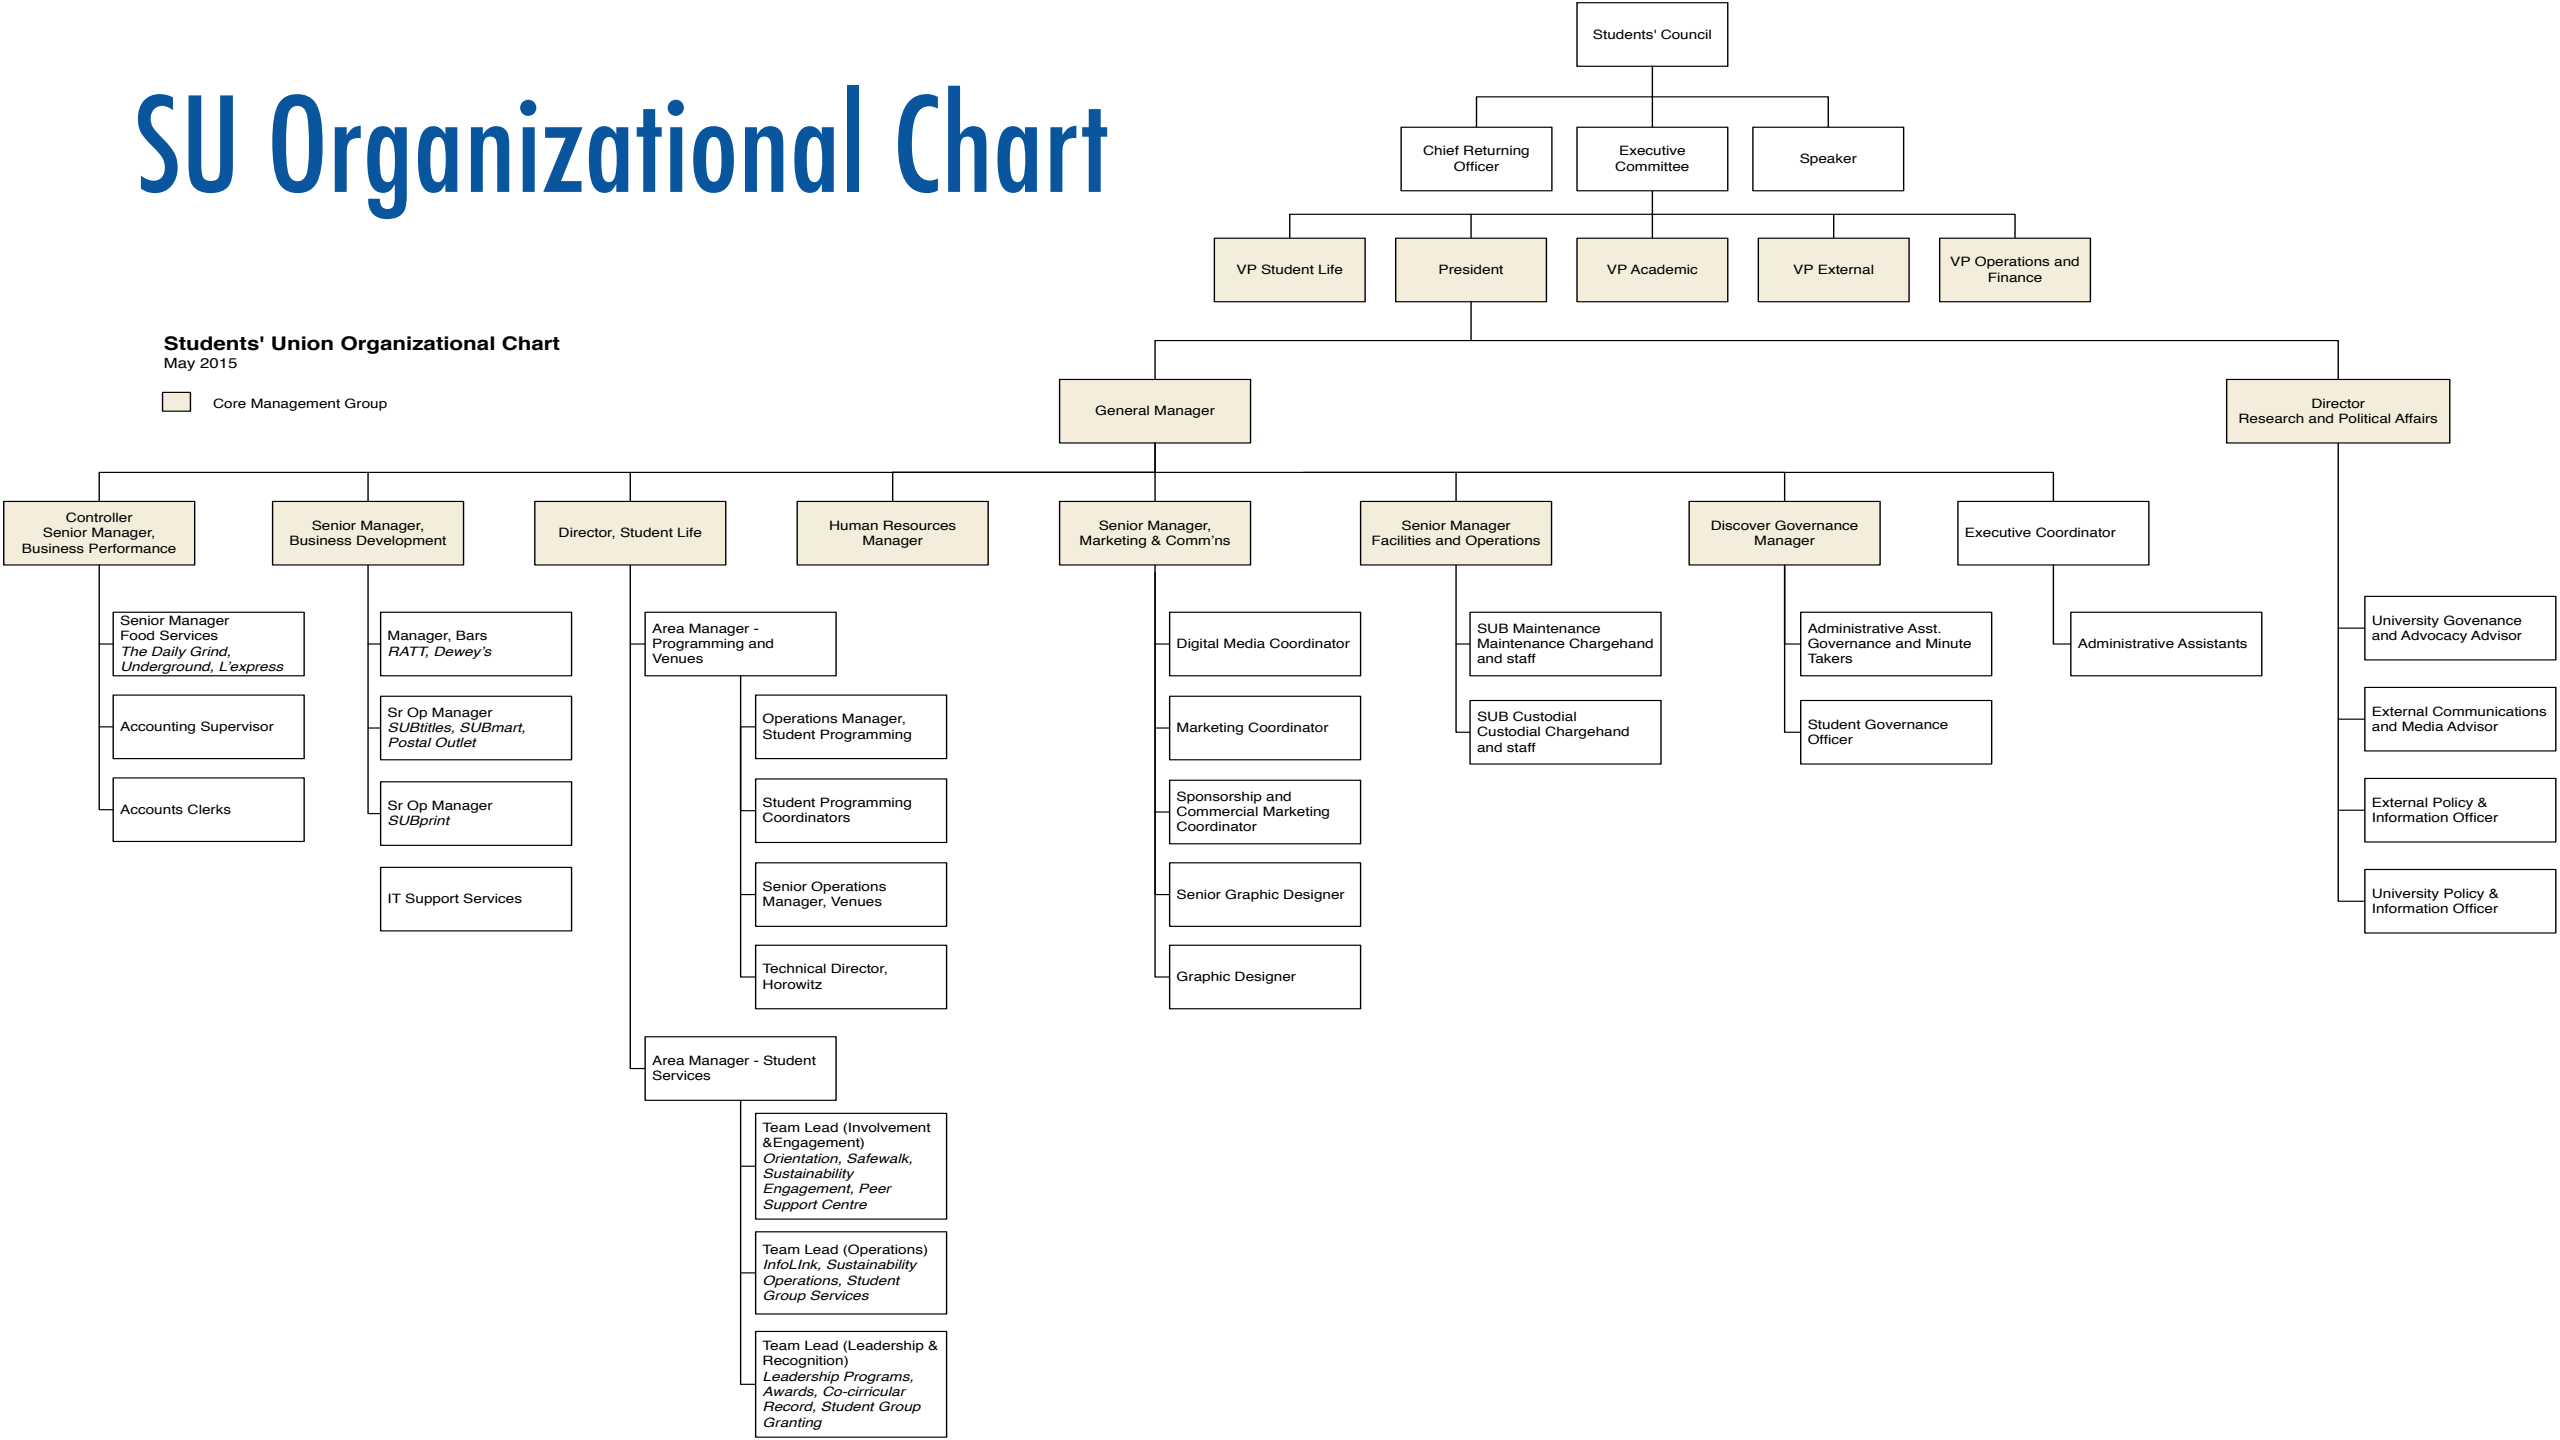 SU Organizational Chart
Students' Union Organizational Chart
May 2015
Core Management Group
Students' Council
Chief Returning
Officer
Executive
Committee
Speaker
VP Student Life
President
VP Academic
VP External
VP Operations and
Finance
General Manager
Director
Research and Political Affairs
Controller
Senior Manager,
Business Performance
Senior Manager,
Business Development
Director, Student Life
Human Resources
Manager
Senior Manager,
Marketing & Comm'ns
Senior Manager
Facilities and Operations
Discover Governance
Manager
Executive Coordinator
Senior Manager
Food Services
The Daily Grind,
Underground, L'express
Accounting Supervisor
Accounts Clerks
Manager, Bars
RATT, Dewey's
Sr Op Manager
SUBtitles, SUBmart,
Postal Outlet
Sr Op Manager
SUBprint
IT Support Services
Area Manager -
Programming and
Venues
Operations Manager,
Student Programming
Student Programming
Coordinators
Senior Operations
Manager, Venues
Technical Director,
Horowitz
Area Manager - Student
Services
Team Lead (Involvement
&Engagement)
Orientation, Safewalk,
Sustainability
Engagement, Peer
Support Centre
Team Lead (Operations)
InfoLInk, Sustainability
Operations, Student
Group Services
Team Lead (Leadership &
Recognition)
Leadership Programs,
Awards, Co-cirricular
Record, Student Group
Granting
Digital Media Coordinator
Marketing Coordinator
Sponsorship and
Commercial Marketing
Coordinator
Senior Graphic Designer
Graphic Designer
SUB Maintenance
Maintenance Chargehand
and staff
SUB Custodial
Custodial Chargehand
and staff
Administrative Asst.
Governance and Minute
Takers
Student Governance
Officer
Administrative Assistants
University Govenance
and Advocacy Advisor
External Communications
and Media Advisor
External Policy &
Information Officer
University Policy &
Information Officer